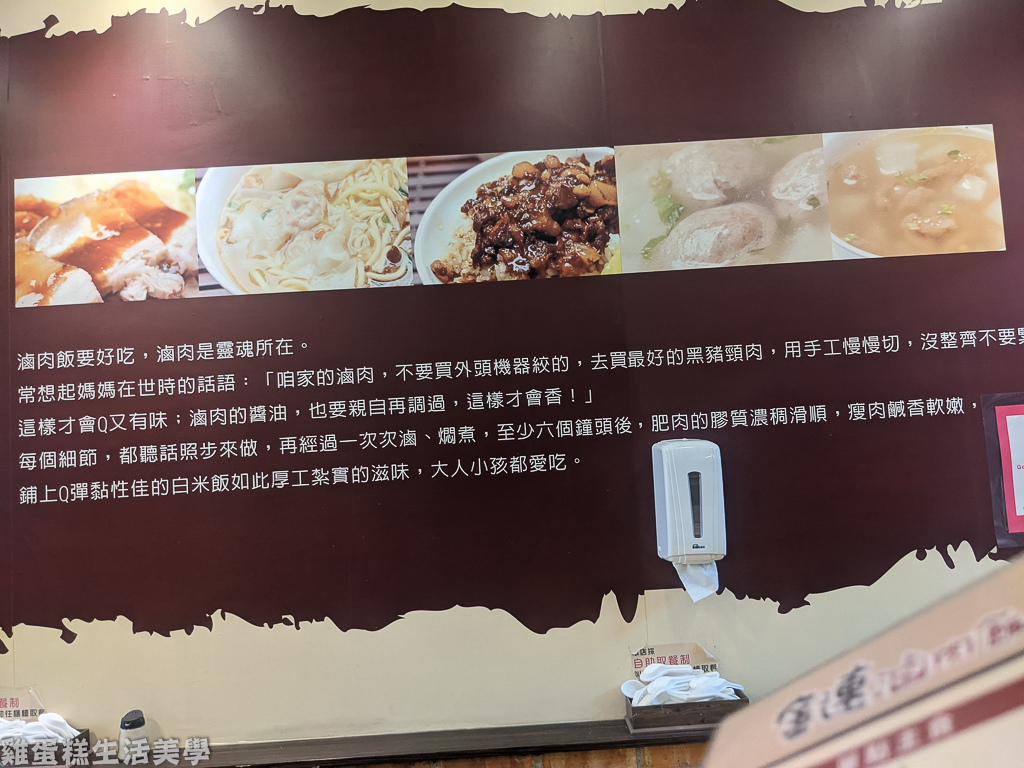 滷肉飯要好吃，滷肉是靈魂所在。
常想起媽媽在世時的話語：「咱家的滷肉，不要買外頭機器絞的，去買最好的黑豬頸肉，用手工慢慢切，沒整齊不要緊
這樣才會Q又有味；滷肉的醬油，也要親自再調過，這樣才會香！」
每個細節，都聽話照步來做，再經過一次次滷、燜煮，至少六個鐘頭後，肥肉的膠質濃稠滑順，瘦肉鹹香軟嫩，
鋪上Q彈黏性佳的白米飯如此厚工紮實的滋味，大人小孩都愛吃。
自助取餐制
餐制
金蓮滷肉飯
雞蛋糕生活美學